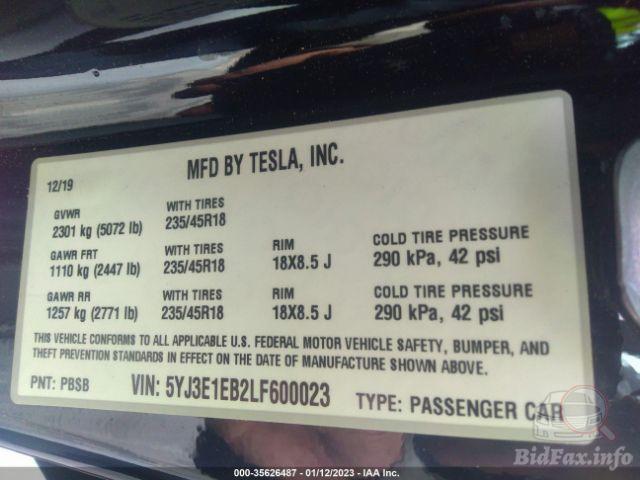 MFD BY TESLA, INC.
12/19
GVWR WITH TIRES
2301 kg (5072 lb) 235/45R18
GAWR FRT WITH TIRES RIM COLD TIRE PRESSURE
1110 kg (2447 lb) 235/45R18 18X8.5 J 290 kPa, 42 psi
GAWR RR WITH TIRES RIM COLD TIRE PRESSURE
1257 kg (2771 lb) 235/45R18 18X8.5 J 290 kPa, 42 psi
THIS VEHICLE CONFORMS TO ALL APPLICABLE U.S. FEDERAL MOTOR VEHICLE SAFETY, BUMPER, AND
THEFT PREVENTION STANDARDS IN EFFECT ON THE DATE OF MANUFACTURE SHOWN ABOVE.
PNT: PBSB VIN: 5YJ3E1EB2LF600023 TYPE: PASSENGER CAR
BidFax.info
000-35626487 - 01/12/2023 - IAA Inc.